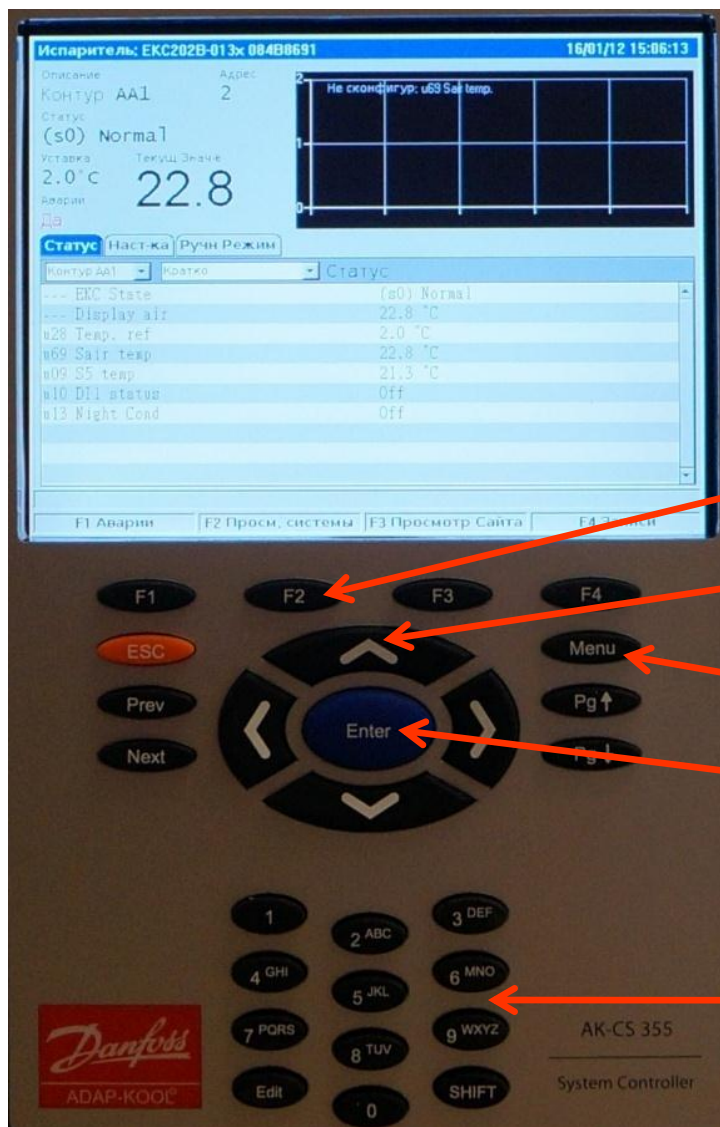 Испаритель: EKC202B-013x 084B8691 16/01/12 15:06:13
Описание Адрес
Контур AA1 2
Статус
(s0) Normal
Уставка Текущ Знач-е
2.0°C 22.8
Аварии
Да
2
Не сконфигур: u69 Sair temp.
1
0
Статус Наст-ка Ручн Режим
Контур AA1 Кратко Статус
--- EKC State (s0) Normal
--- Display air 22.8 °C
u28 Temp. ref 2.0 °C
u69 Sair temp 22.8 °C
u09 S5 temp 21.3 °C
u10 DI1 status Off
u13 Night Cond Off
F1 Аварии F2 Просм. системы F3 Просмотр Сайта F4 Записи
F1 F2 F3 F4
ESC Menu
Prev Enter Pg↑
Next Pg↓
1 2 ABC 3 DEF
4 GHI 5 JKL 6 MNO
7 PQRS 8 TUV 9 WXYZ
Edit 0 SHIFT
Danfoss
ADAP-KOOL®
AK-CS 355
System Controller